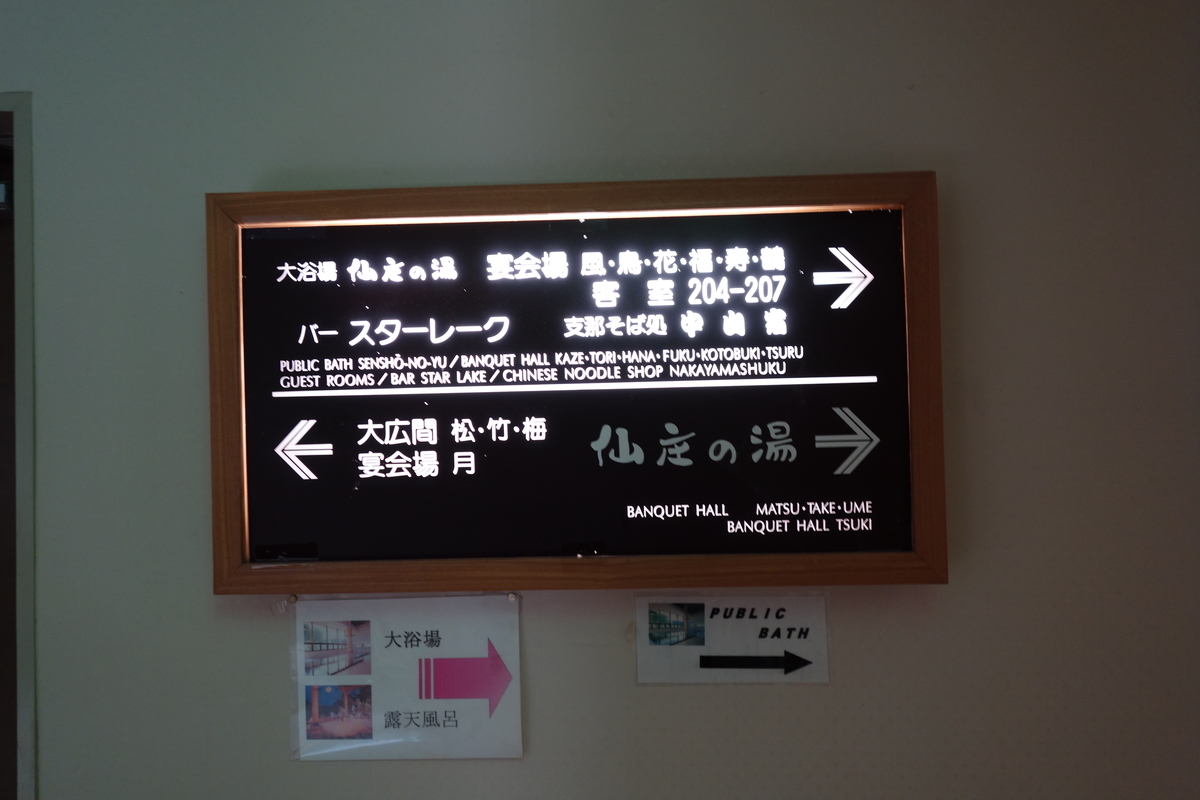 大浴場 仙庄の湯 宴会場 風・鳥・花・福・寿・鶴
客室 204-207
バー スターレーク 支那そば処 中山宿
PUBLIC BATH SENSHŌ-NO-YU / BANQUET HALL KAZE・TORI・HANA・FUKU・KOTOBUKI・TSURU
GUEST ROOMS / BAR STAR LAKE / CHINESE NOODLE SHOP NAKAYAMASHUKU
大広間 松・竹・梅
宴会場 月
仙庄の湯
BANQUET HALL MATSU・TAKE・UME
BANQUET HALL TSUKI
大浴場
露天風呂
PUBLIC
BATH